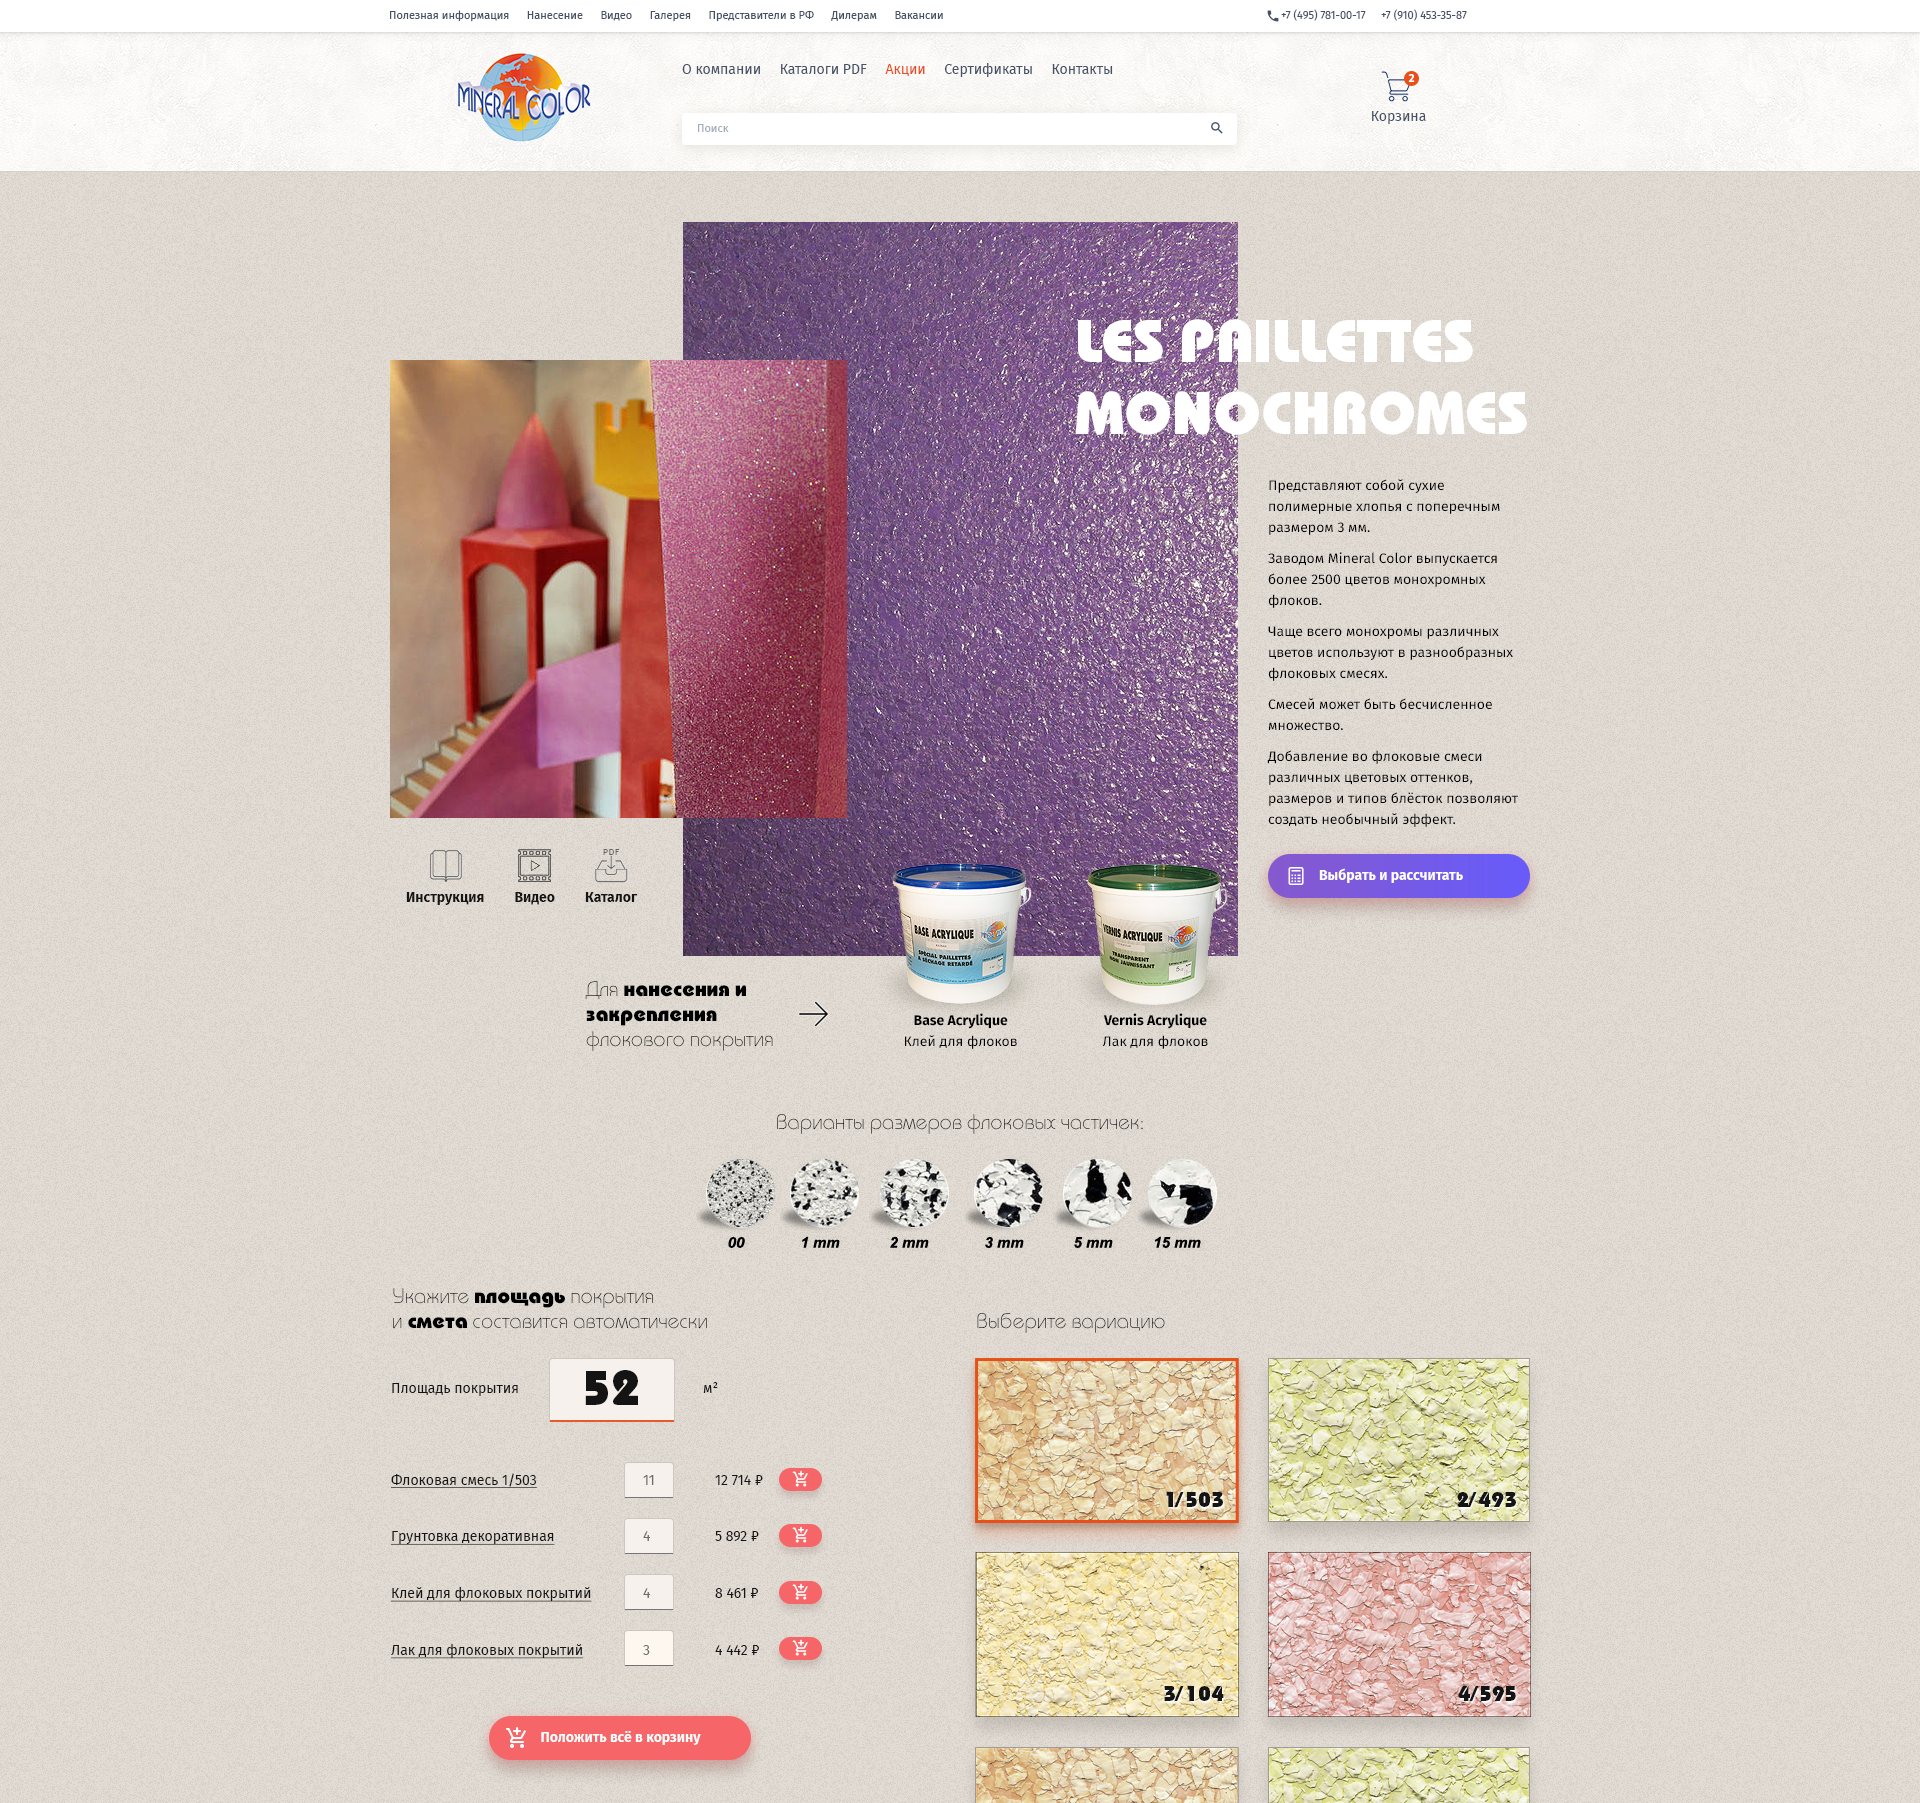 Полезная информация Нанесение Видео Галерея Представители в РФ Дилерам Вакансии +7 (495) 781-00-17 +7 (910) 453-35-87
MINERAL COLOR
О компании Каталоги PDF Акции Сертификаты Контакты
2
Корзина
Поиск
LES PAILLETTES
MONOCHROMES
Представляют собой сухие
полимерные хлопья с поперечным
размером 3 мм.
Заводом Mineral Color выпускается
более 2500 цветов монохромных
флоков.
Чаще всего монохромы различных
цветов используют в разнообразных
флоковых смесях.
Смесей может быть бесчисленное
множество.
Добавление во флоковые смеси
различных цветовых оттенков,
размеров и типов блёсток позволяют
создать необычный эффект.
Выбрать и рассчитать
PDF
Инструкция Видео Каталог
BASE ACRYLIQUE
SPÉCIAL PAILLETTES
À SÉCHAGE RETARDÉ
VERNIS ACRYLIQUE
TRANSPARENT
NON JAUNISSANT
Для нанесения и
закрепления
флокового покрытия
Base Acrylique
Клей для флоков
Vernis Acrylique
Лак для флоков
Варианты размеров флоковых частичек:
00 1 mm 2 mm 3 mm 5 mm 15 mm
Укажите площадь покрытия
и смета составится автоматически
Площадь покрытия 52 м²
Флоковая смесь 1/503 11 12 714 ₽
Грунтовка декоративная 4 5 892 ₽
Клей для флоковых покрытий 4 8 461 ₽
Лак для флоковых покрытий 3 4 442 ₽
Положить всё в корзину
Выберите вариацию
1/503
2/493
3/104
4/595